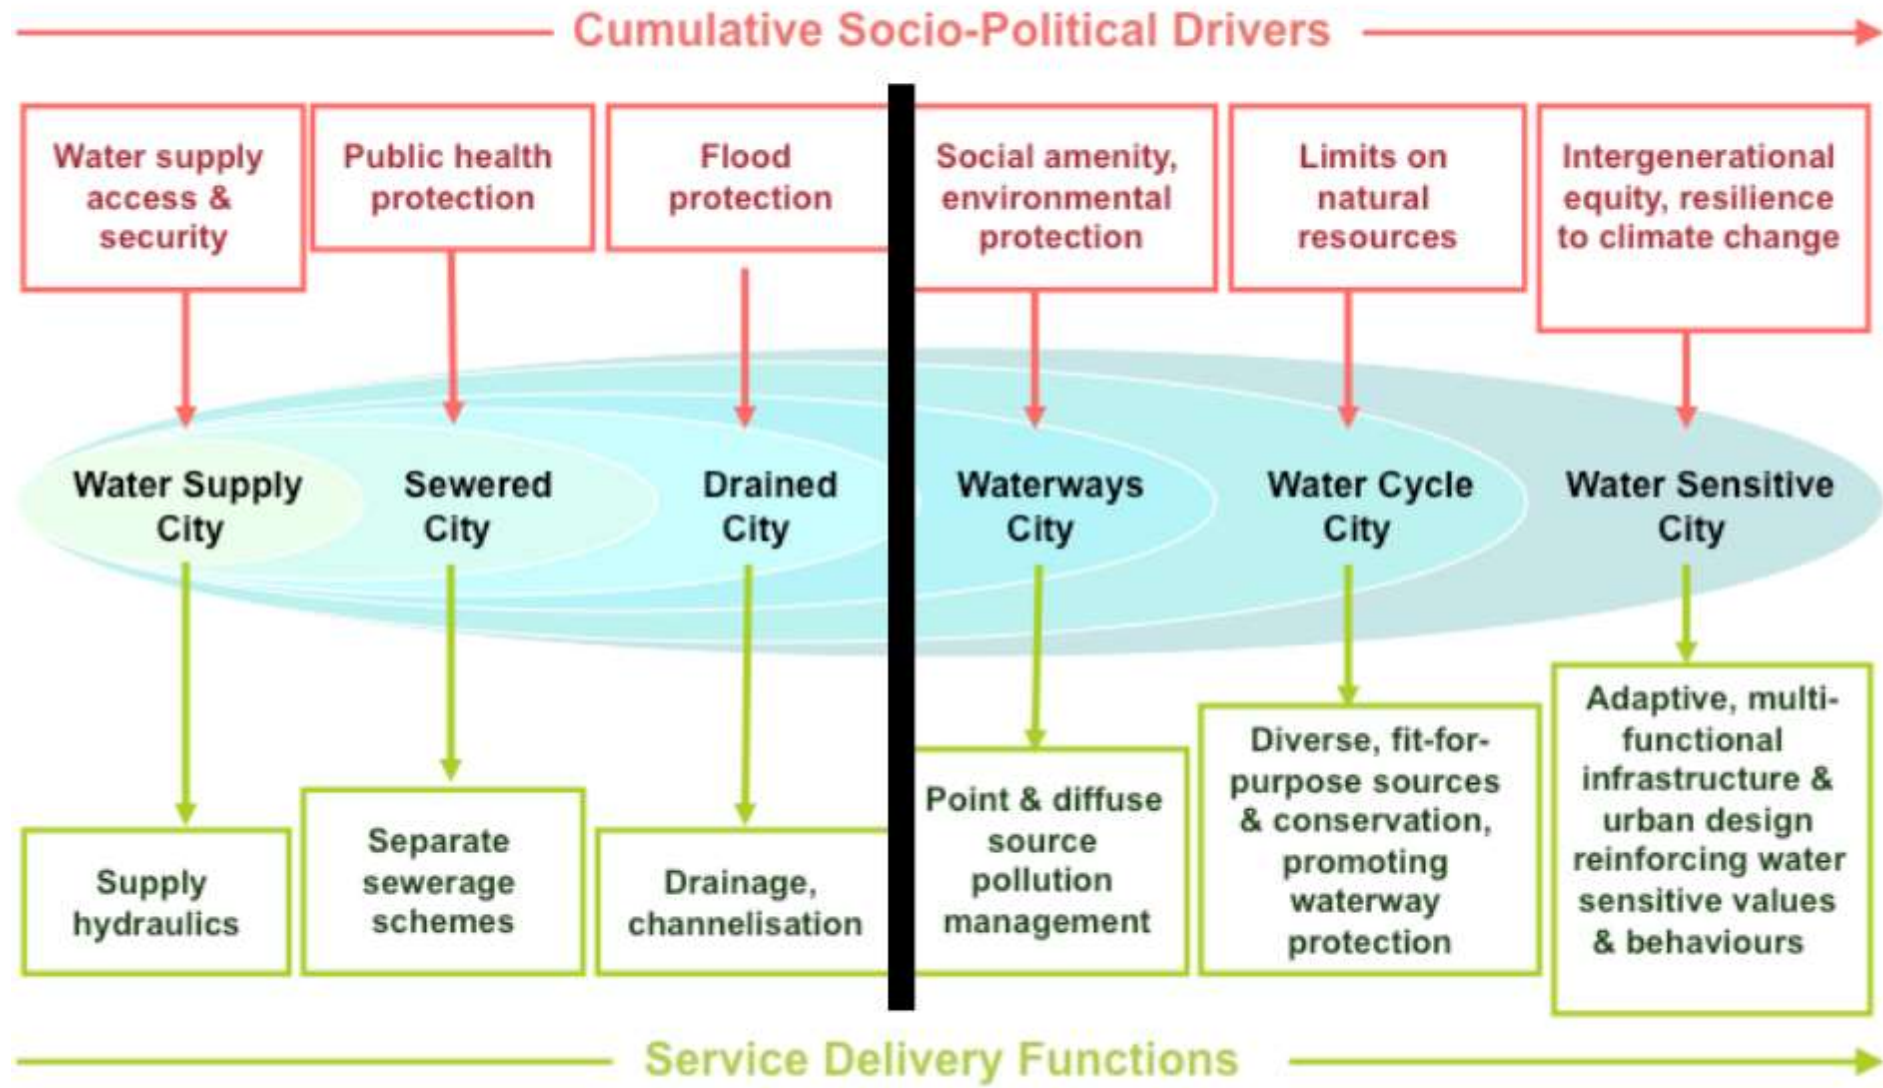 Cumulative Socio-Political Drivers
Water supply
access &
security
Public health
protection
Flood
protection
Social amenity,
environmental
protection
Limits on
natural
resources
Intergenerational
equity, resilience
to climate change
Water Supply
City
Sewered
City
Drained
City
Waterways
City
Water Cycle
City
Water Sensitive
City
Supply
hydraulics
Separate
sewerage
schemes
Drainage,
channelisation
Point & diffuse
source
pollution
management
Diverse, fit-for-
purpose sources
& conservation,
promoting
waterway
protection
Adaptive, multi-
functional
infrastructure &
urban design
reinforcing water
sensitive values
& behaviours
Service Delivery Functions